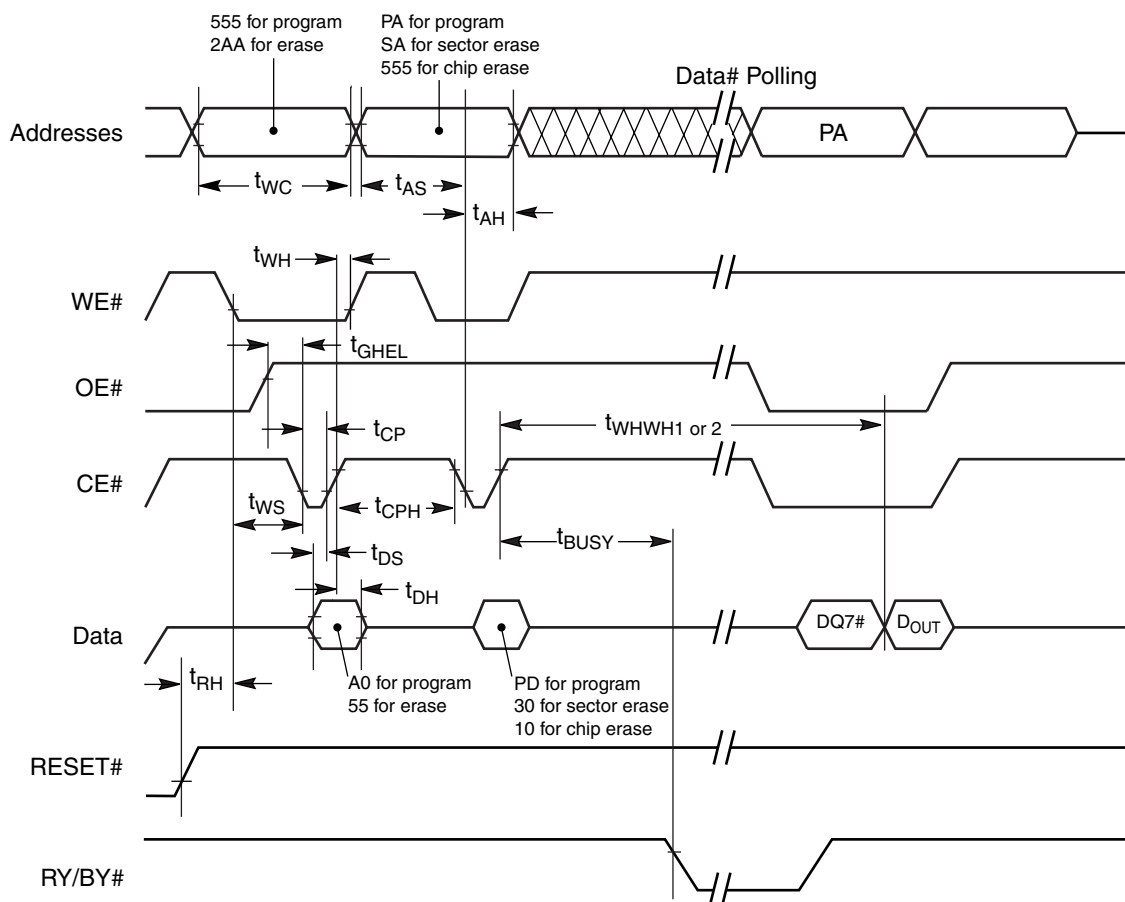 555 for program
2AA for erase
PA for program
SA for sector erase
555 for chip erase
Data# Polling
Addresses
PA
tWC
tAS
tAH
tWH
WE#
tGHEL
OE#
tWHWH1 or 2
tCP
CE#
tWS
tCPH
tBUSY
tDS
tDH
Data
DQ7#
DOUT
tRH
A0 for program
55 for erase
PD for program
30 for sector erase
10 for chip erase
RESET#
RY/BY#